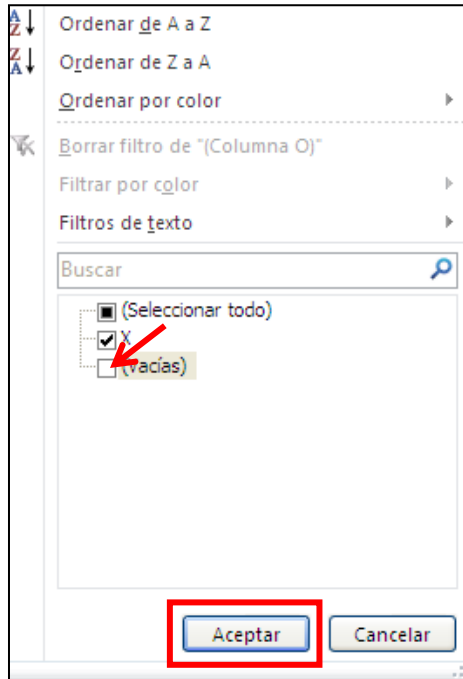 Ordenar de A a Z
Ordenar de Z a A
Ordenar por color
Borrar filtro de "(Columna O)"
Filtrar por color
Filtros de texto
Buscar
(Seleccionar todo)
X
(Vacías)
Aceptar
Cancelar